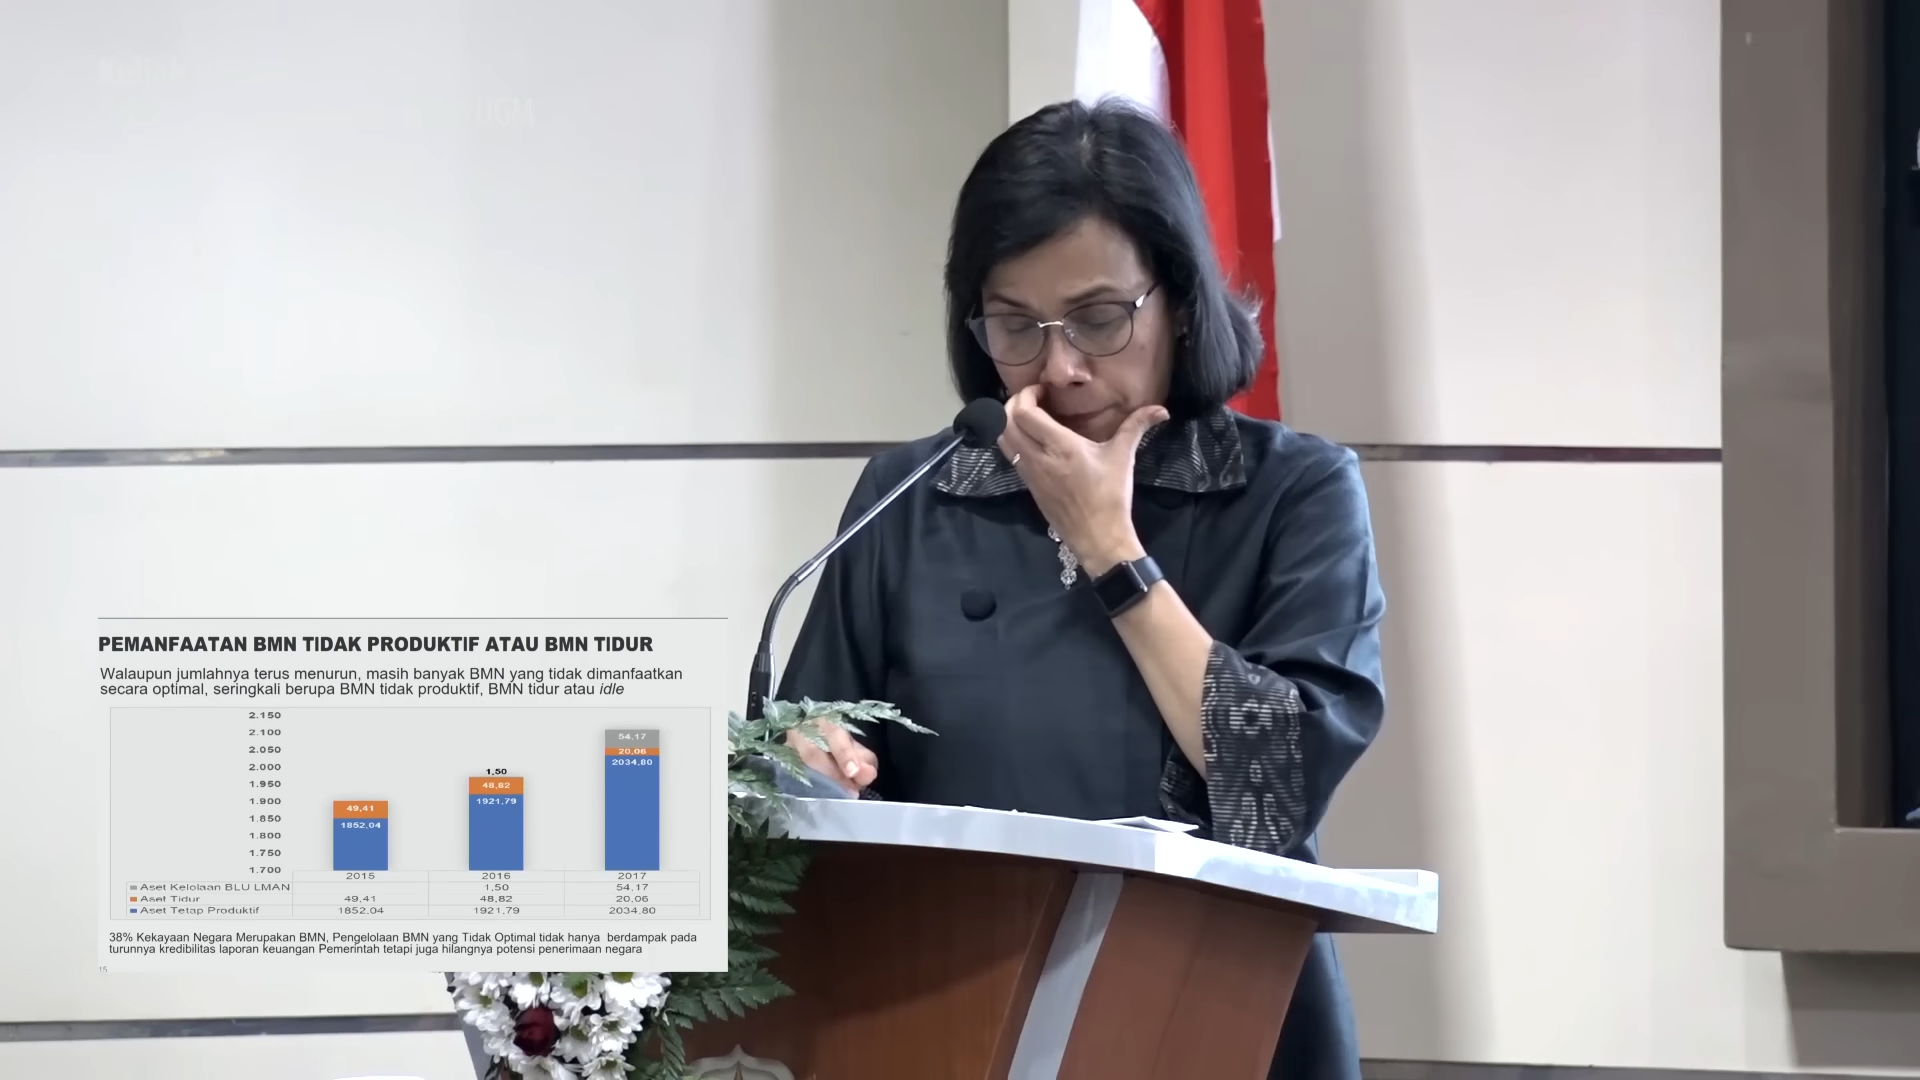 UGM
PEMANFAATAN BMN TIDAK PRODUKTIF ATAU BMN TIDUR
Walaupun jumlahnya terus menurun, masih banyak BMN yang tidak dimanfaatkan
secara optimal, seringkali berupa BMN tidak produktif, BMN tidur atau idle
2.150
2.100
2.050
2.000
1.950
1.900
1.850
1.800
1.750
1.700
49,41
1852,04
1,50
48,82
1921,79
54,17
20,06
2034,80
2015 2016 2017
Aset Kelolaan BLU LMAN 1,50 54,17
Aset Tidur 49,41 48,82 20,06
Aset Tetap Produktif 1852,04 1921,79 2034,80
38% Kekayaan Negara Merupakan BMN, Pengelolaan BMN yang Tidak Optimal tidak hanya berdampak pada
turunnya kredibilitas laporan keuangan Pemerintah tetapi juga hilangnya potensi penerimaan negara
15